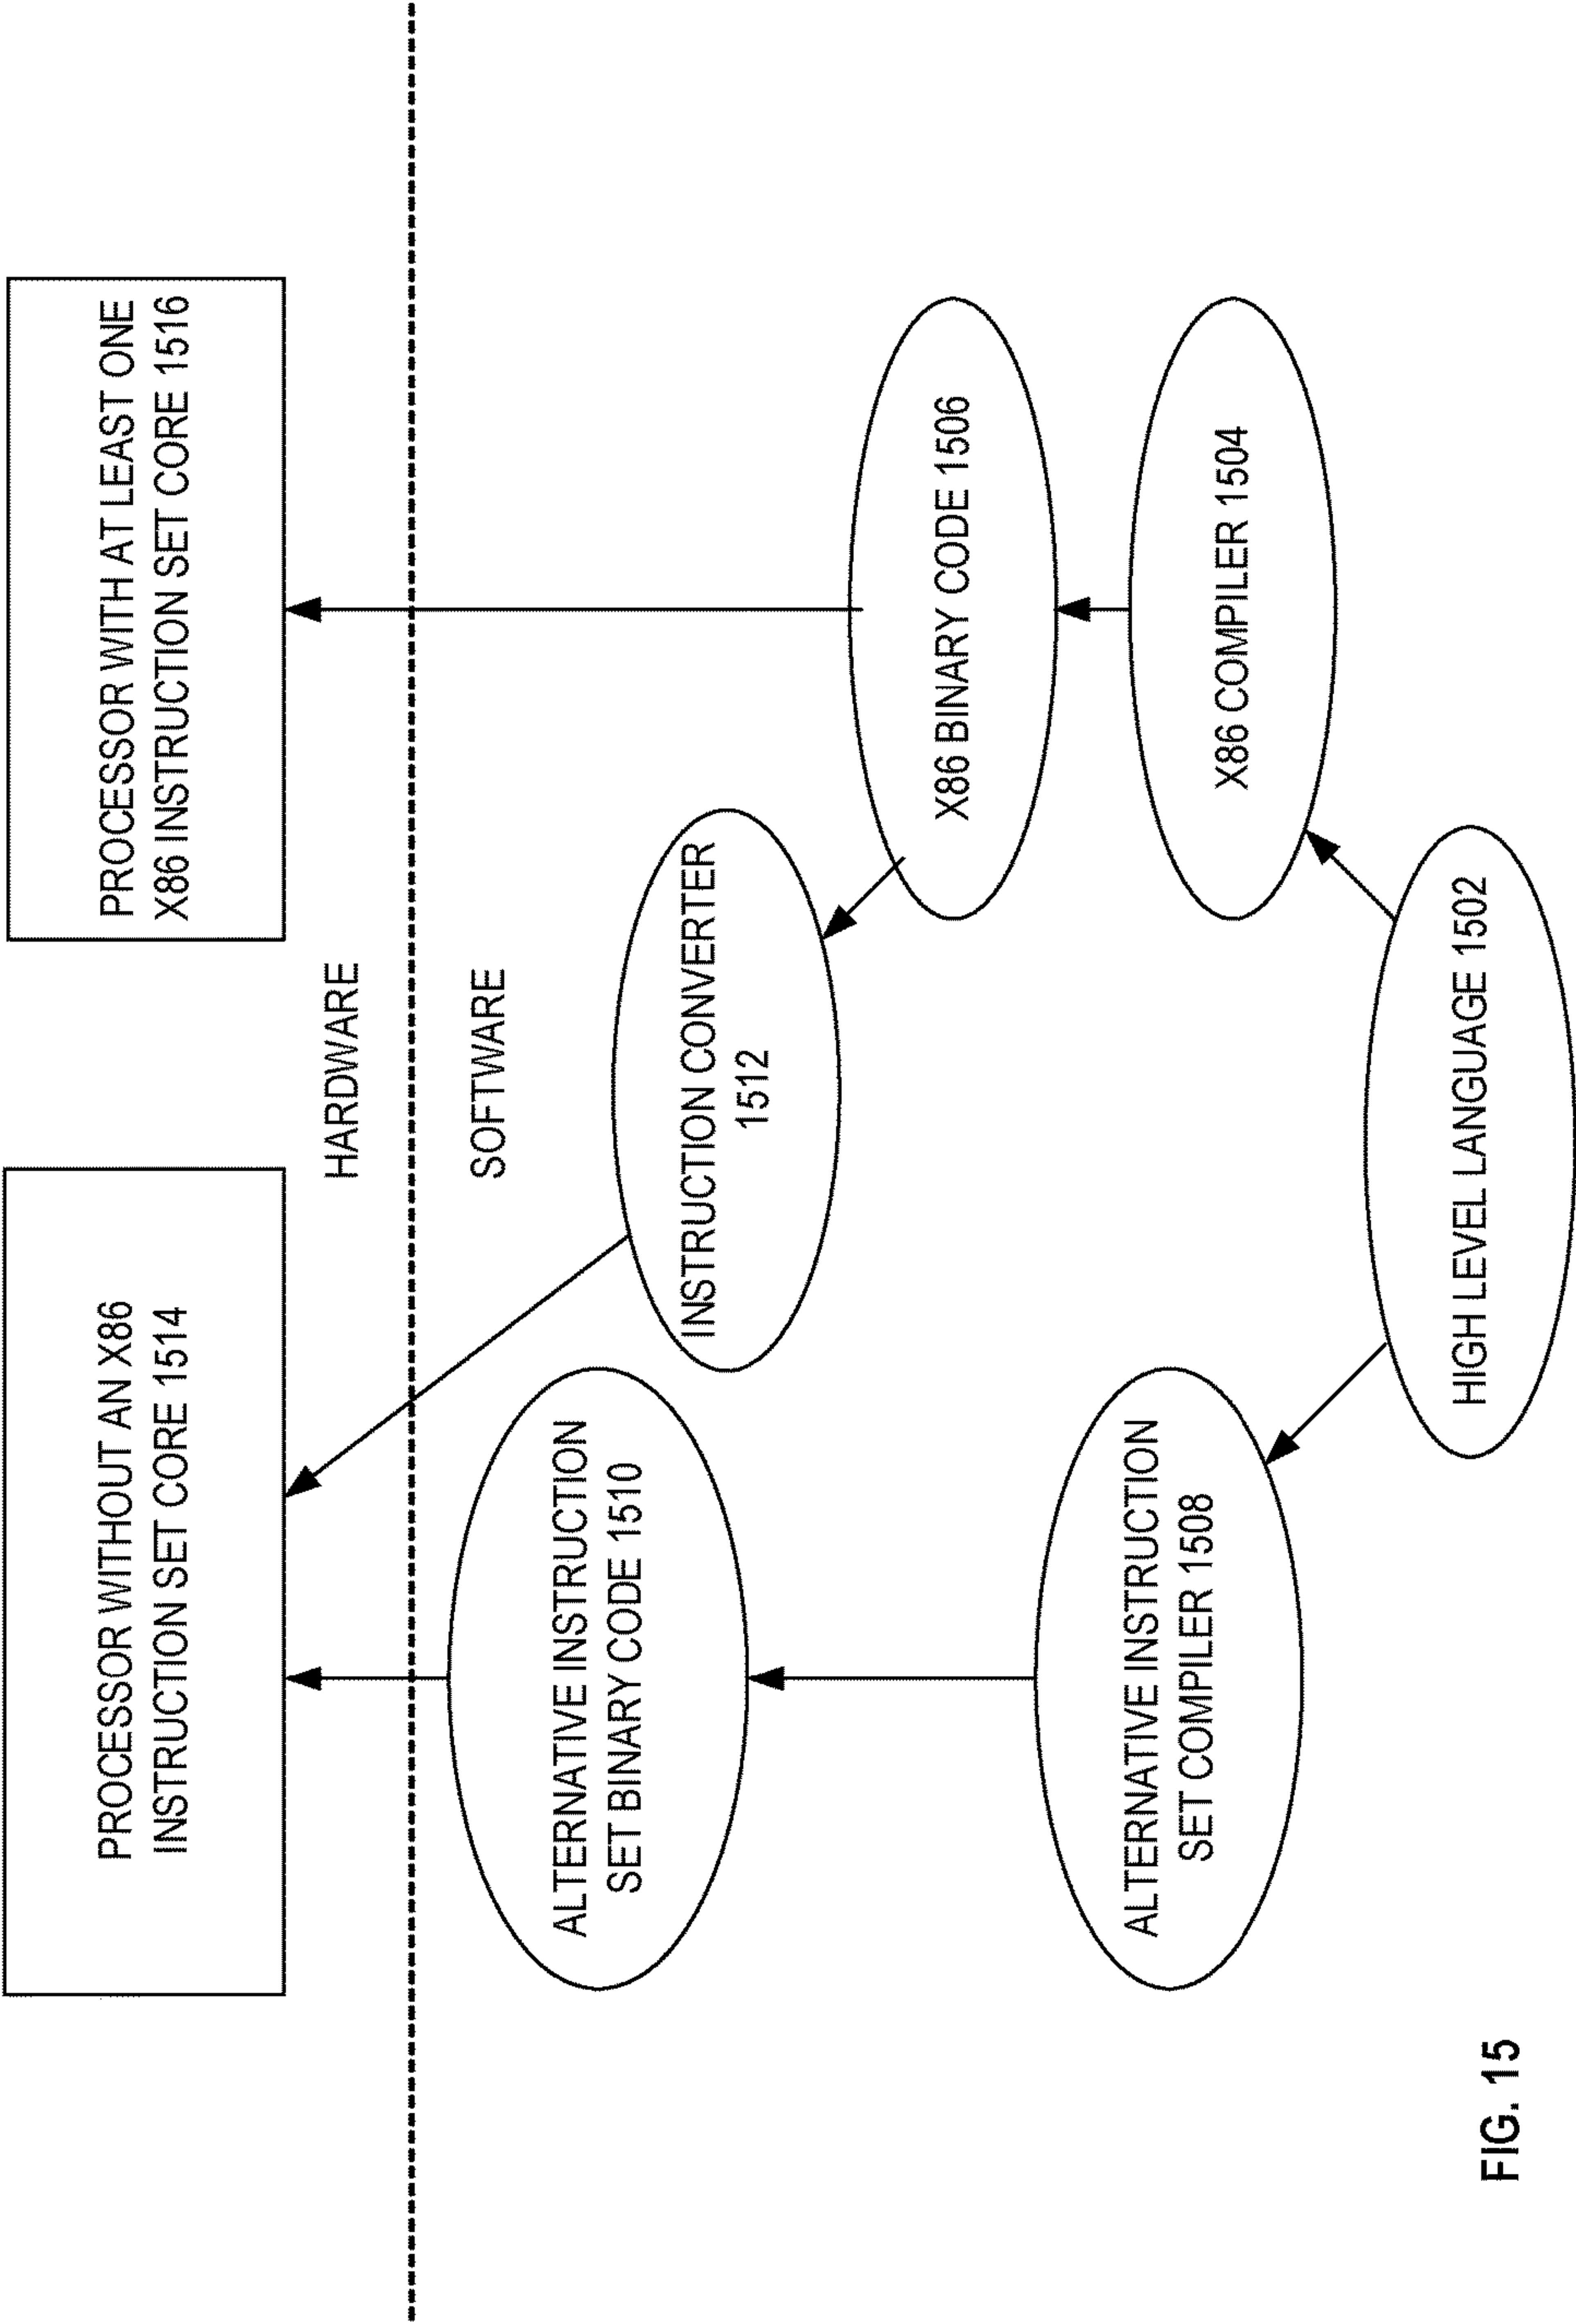 PROCESSOR WITHOUT AN X86
INSTRUCTION SET CORE 1514
PROCESSOR WITH AT LEAST ONE
X86 INSTRUCTION SET CORE 1516
HARDWARE
SOFTWARE
ALTERNATIVE INSTRUCTION
SET BINARY CODE 1510
INSTRUCTION CONVERTER
1512
X86 BINARY CODE 1506
ALTERNATIVE INSTRUCTION
SET COMPILER 1508
X86 COMPILER 1504
HIGH LEVEL LANGUAGE 1502
FIG. 15